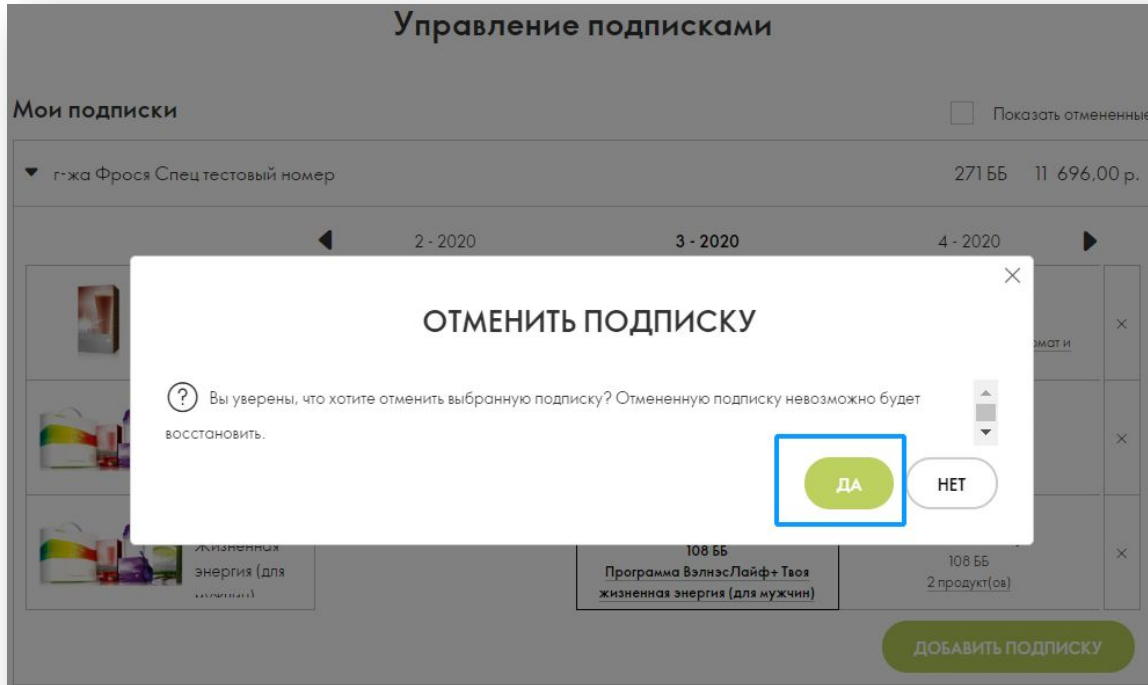 Управление подписками
Мои подписки
Показать отмененные
г-жа Фрося Спец тестовый номер
271 ББ 11 696,00 р.
2 - 2020 3 - 2020 4 - 2020
ОТМЕНИТЬ ПОДПИСКУ
? Вы уверены, что хотите отменить выбранную подписку? Отмененную подписку невозможно будет
восстановить.
ДА НЕТ
Жизненная
энергия (для
108 ББ
Программа ВэлнэсЛайф+ Твоя
жизненная энергия (для мужчин)
108 ББ
2 продукт(ов)
ДОБАВИТЬ ПОДПИСКУ